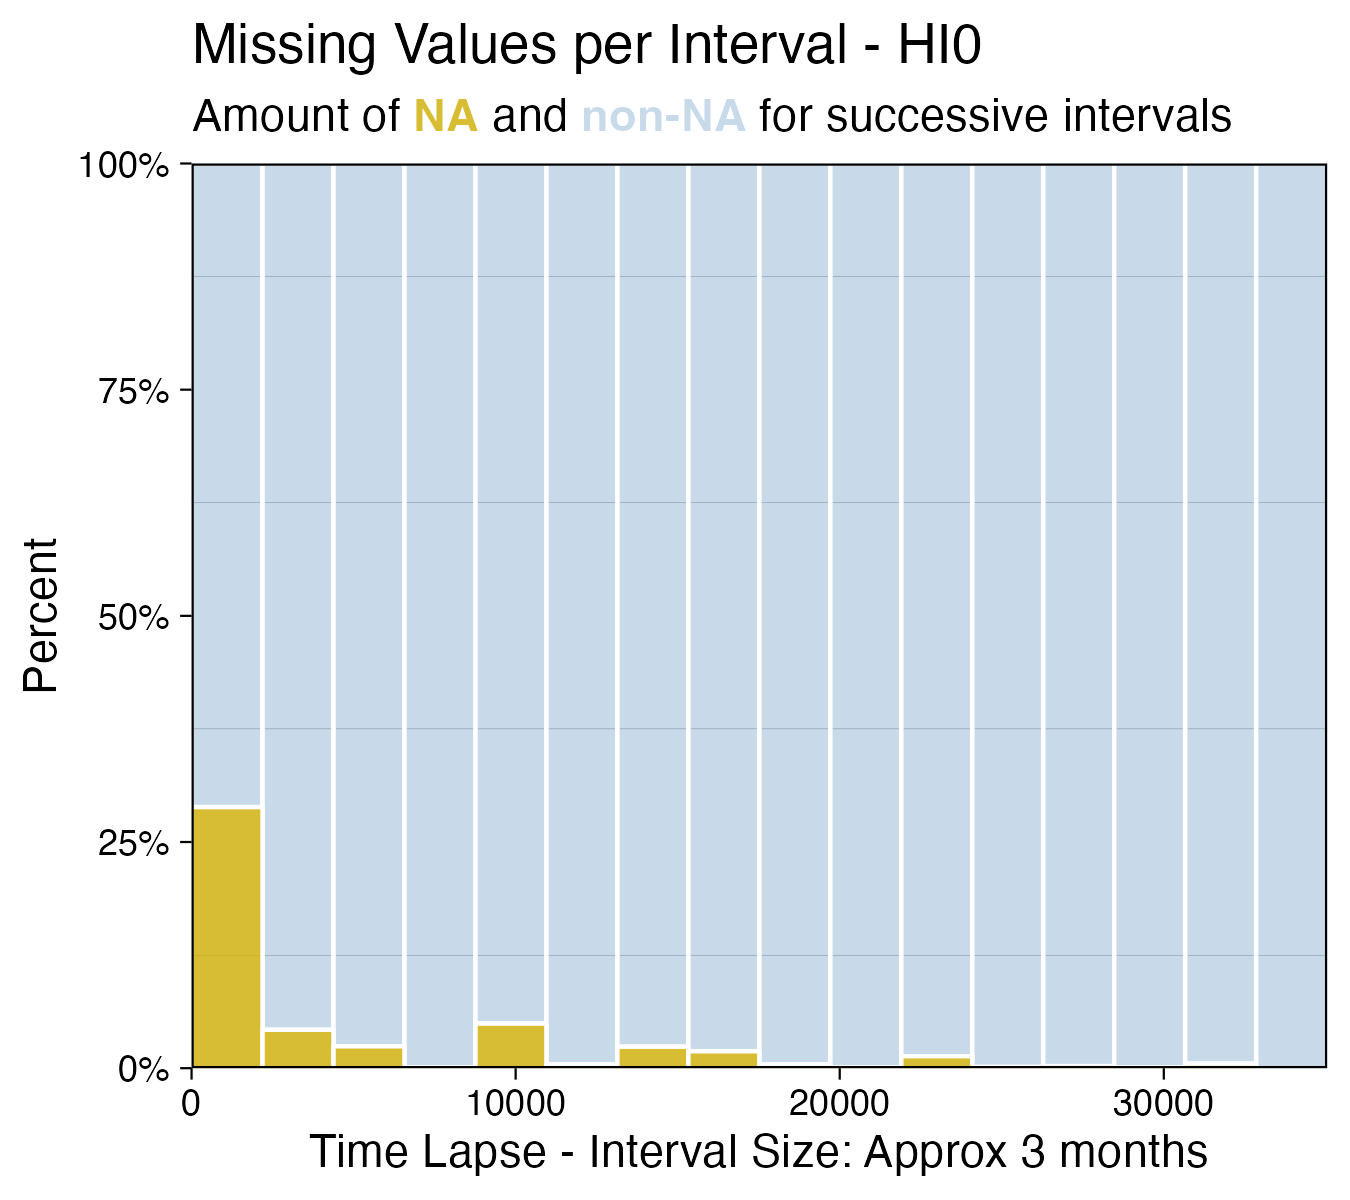 Missing Values per Interval - HI0
Amount of NA and non-NA for successive intervals
100%
75%
50%
25%
0%
Percent
0 10000 20000 30000
Time Lapse - Interval Size: Approx 3 months